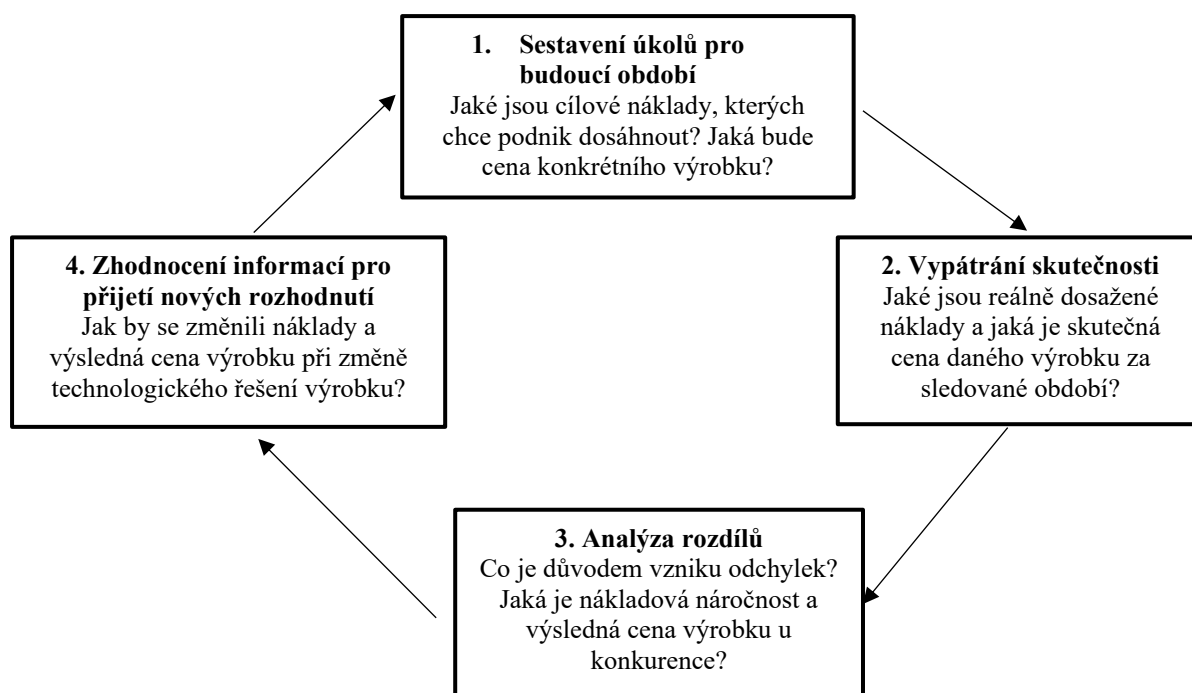 1. Sestavení úkolů pro
budoucí období
Jaké jsou cílové náklady, kterých
chce podnik dosáhnout? Jaká bude
cena konkrétního výrobku?
2. Vypátrání skutečnosti
Jaké jsou reálně dosažené
náklady a jaká je skutečná
cena daného výrobku za
sledované období?
3. Analýza rozdílů
Co je důvodem vzniku odchylek?
Jaká je nákladová náročnost a
výsledná cena výrobku u
konkurence?
4. Zhodnocení informací pro
přijetí nových rozhodnutí
Jak by se změnili náklady a
výsledná cena výrobku při změně
technologického řešení výrobku?